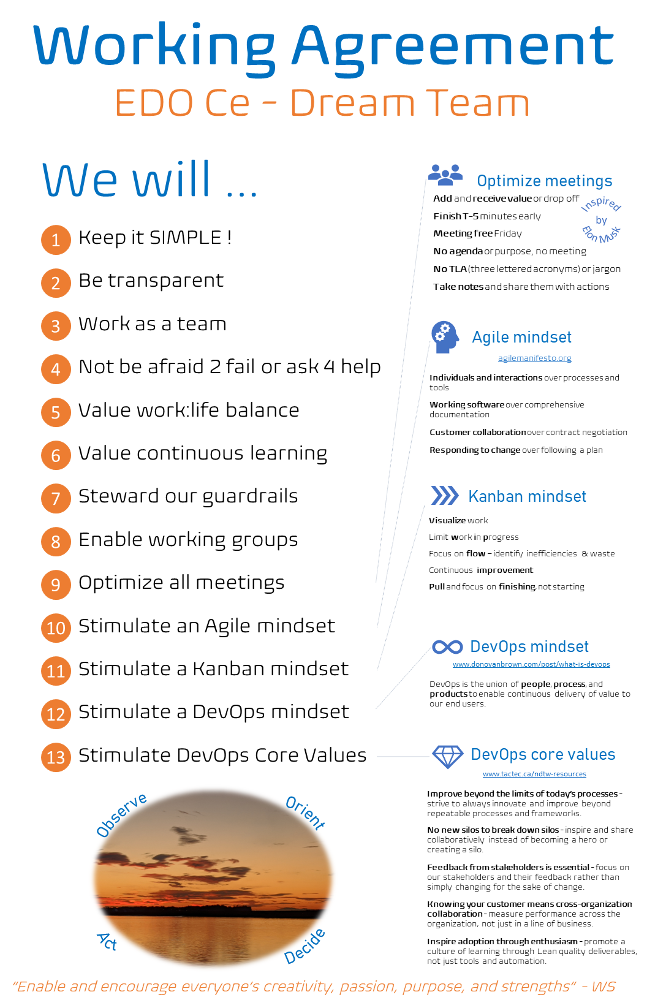 Working Agreement
EDO Ce - Dream Team
We will ...
1 Keep it SIMPLE !
2 Be transparent
3 Work as a team
4 Not be afraid 2 fail or ask 4 help
5 Value work:life balance
6 Value continuous learning
7 Steward our guardrails
8 Enable working groups
9 Optimize all meetings
10 Stimulate an Agile mindset
11 Stimulate a Kanban mindset
12 Stimulate a DevOps mindset
13 Stimulate DevOps Core Values
Optimize meetings
Add and receive value or drop off
Finish T-5 minutes early
Meeting free Friday
No agenda or purpose, no meeting
No TLA (three lettered acronyms) or jargon
Take notes and share them with actions
Inspired
by
Elon Musk
Agile mindset
agilemanifesto.org
Individuals and interactions over processes and
tools
Working software over comprehensive
documentation
Customer collaboration over contract negotiation
Responding to change over following a plan
Kanban mindset
Visualize work
Limit work in progress
Focus on flow – identify inefficiencies & waste
Continuous improvement
Pull and focus on finishing, not starting
DevOps mindset
www.donovanbrown.com/post/what-is-devops
DevOps is the union of people, process, and
products to enable continuous delivery of value to
our end users.
DevOps core values
www.tactec.ca/ndtw-resources
Improve beyond the limits of today's processes -
strive to always innovate and improve beyond
repeatable processes and frameworks.
No new silos to break down silos - inspire and share
collaboratively instead of becoming a hero or
creating a silo.
Feedback from stakeholders is essential - focus on
our stakeholders and their feedback rather than
simply changing for the sake of change.
Knowing your customer means cross-organization
collaboration - measure performance across the
organization, not just in a line of business.
Inspire adoption through enthusiasm - promote a
culture of learning through Lean quality deliverables,
not just tools and automation.
Observe
Orient
Decide
Act
"Enable and encourage everyone's creativity, passion, purpose, and strengths" - WS